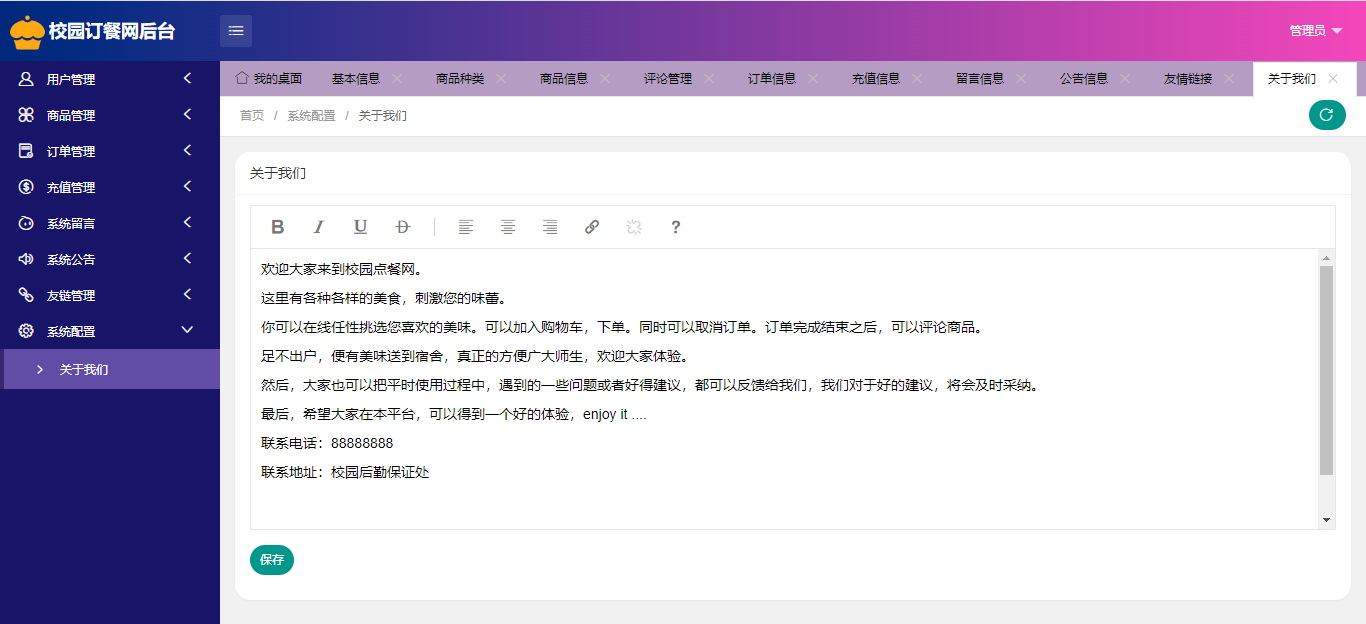 校园订餐网后台
管理员
用户管理
商品管理
订单管理
充值管理
系统留言
系统公告
友链管理
系统配置
关于我们
我的桌面 基本信息 商品种类 商品信息 评论管理 订单信息 充值信息 留言信息 公告信息 友情链接 关于我们
首页 / 系统配置 / 关于我们
关于我们
B I U D ?
欢迎大家来到校园点餐网。
这里有各种各样的美食，刺激您的味蕾。
你可以在线任性挑选您喜欢的美味。可以加入购物车，下单。同时可以取消订单。订单完成结束之后，可以评论商品。
足不出户，便有美味送到宿舍，真正的方便广大师生，欢迎大家体验。
然后，大家也可以把平时使用过程中，遇到的一些问题或者好得建议，都可以反馈给我们，我们对于好的建议，将会及时采纳。
最后，希望大家在本平台，可以得到一个好的体验，enjoy it ....
联系电话：88888888
联系地址：校园后勤保证处
保存